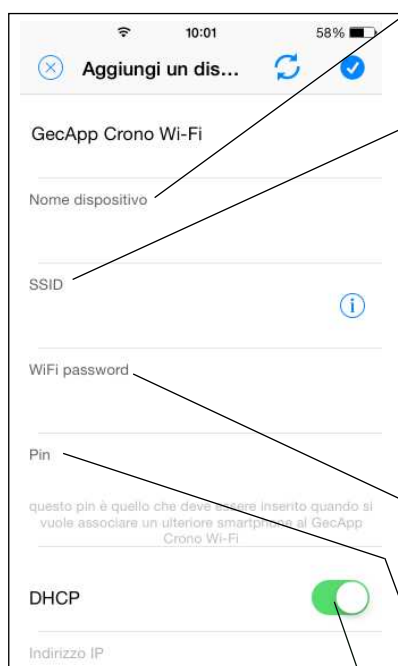 10:01 58%
Aggiungi un dis...
GecApp Crono Wi-Fi
Nome dispositivo
SSID
WiFi password
Pin
questo pin è quello che deve essere inserito quando si
vuole associare un ulteriore smartphone al GecApp
Crono Wi-Fi
DHCP
Indirizzo IP